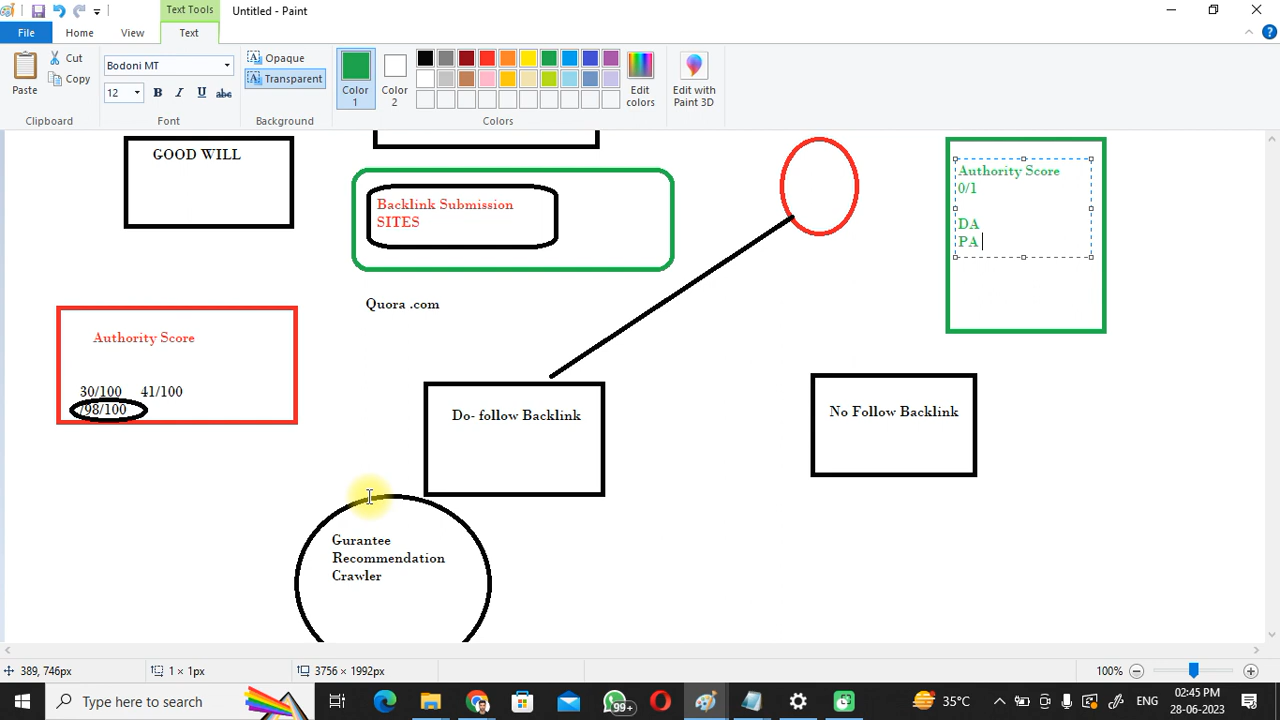 Text Tools
Untitled - Paint
File
Home
View
Text
Paste
Cut
Copy
Clipboard
Bodoni MT
12
B I U abc
Font
Opaque
Transparent
Background
Color 1
Color 2
Edit colors
Colors
Edit with Paint 3D
GOOD WILL
Backlink Submission
SITES
Authority Score
0/1
DA
PA
Quora .com
Authority Score
30/100 41/100
/98/100
Do- follow Backlink
No Follow Backlink
Gurantee
Recommendation
Crawler
389, 746px
1 × 1px
3756 × 1992px
100%
Type here to search
99+
35°C
ENG
02:45 PM
28-06-2023